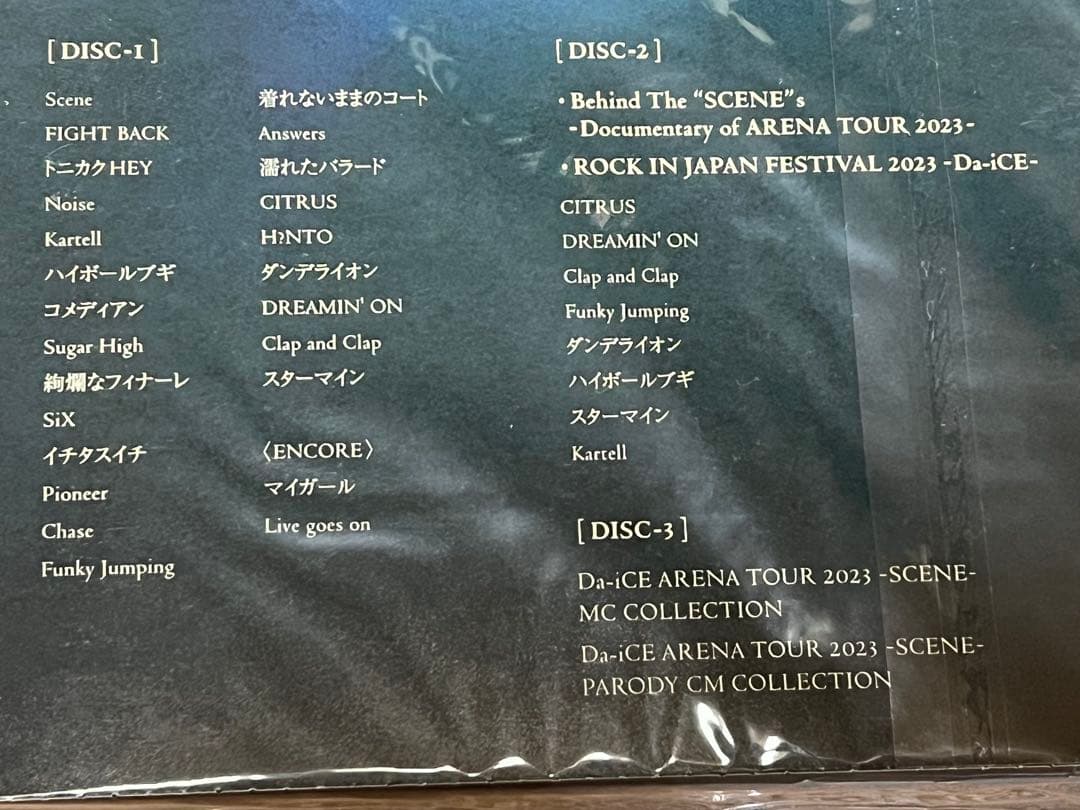 [ DISC-1 ]
Scene
FIGHT BACK
トニカクHEY
Noise
Kartell
ハイボールブギ
コメディアン
Sugar High
絢爛なフィナーレ
SiX
イチタスイチ
Pioneer
Chase
Funky Jumping
着れないままのコート
Answers
濡れたバラード
CITRUS
H?NTO
ダンデライオン
DREAMIN' ON
Clap and Clap
スターマイン
〈ENCORE〉
マイガール
Live goes on
[ DISC-2 ]
・Behind The “SCENE”s
-Documentary of ARENA TOUR 2023-
・ROCK IN JAPAN FESTIVAL 2023 -Da-iCE-
CITRUS
DREAMIN' ON
Clap and Clap
Funky Jumping
ダンデライオン
ハイボールブギ
スターマイン
Kartell
[ DISC-3 ]
Da-iCE ARENA TOUR 2023 -SCENE-
MC COLLECTION
Da-iCE ARENA TOUR 2023 -SCENE-
PARODY CM COLLECTION